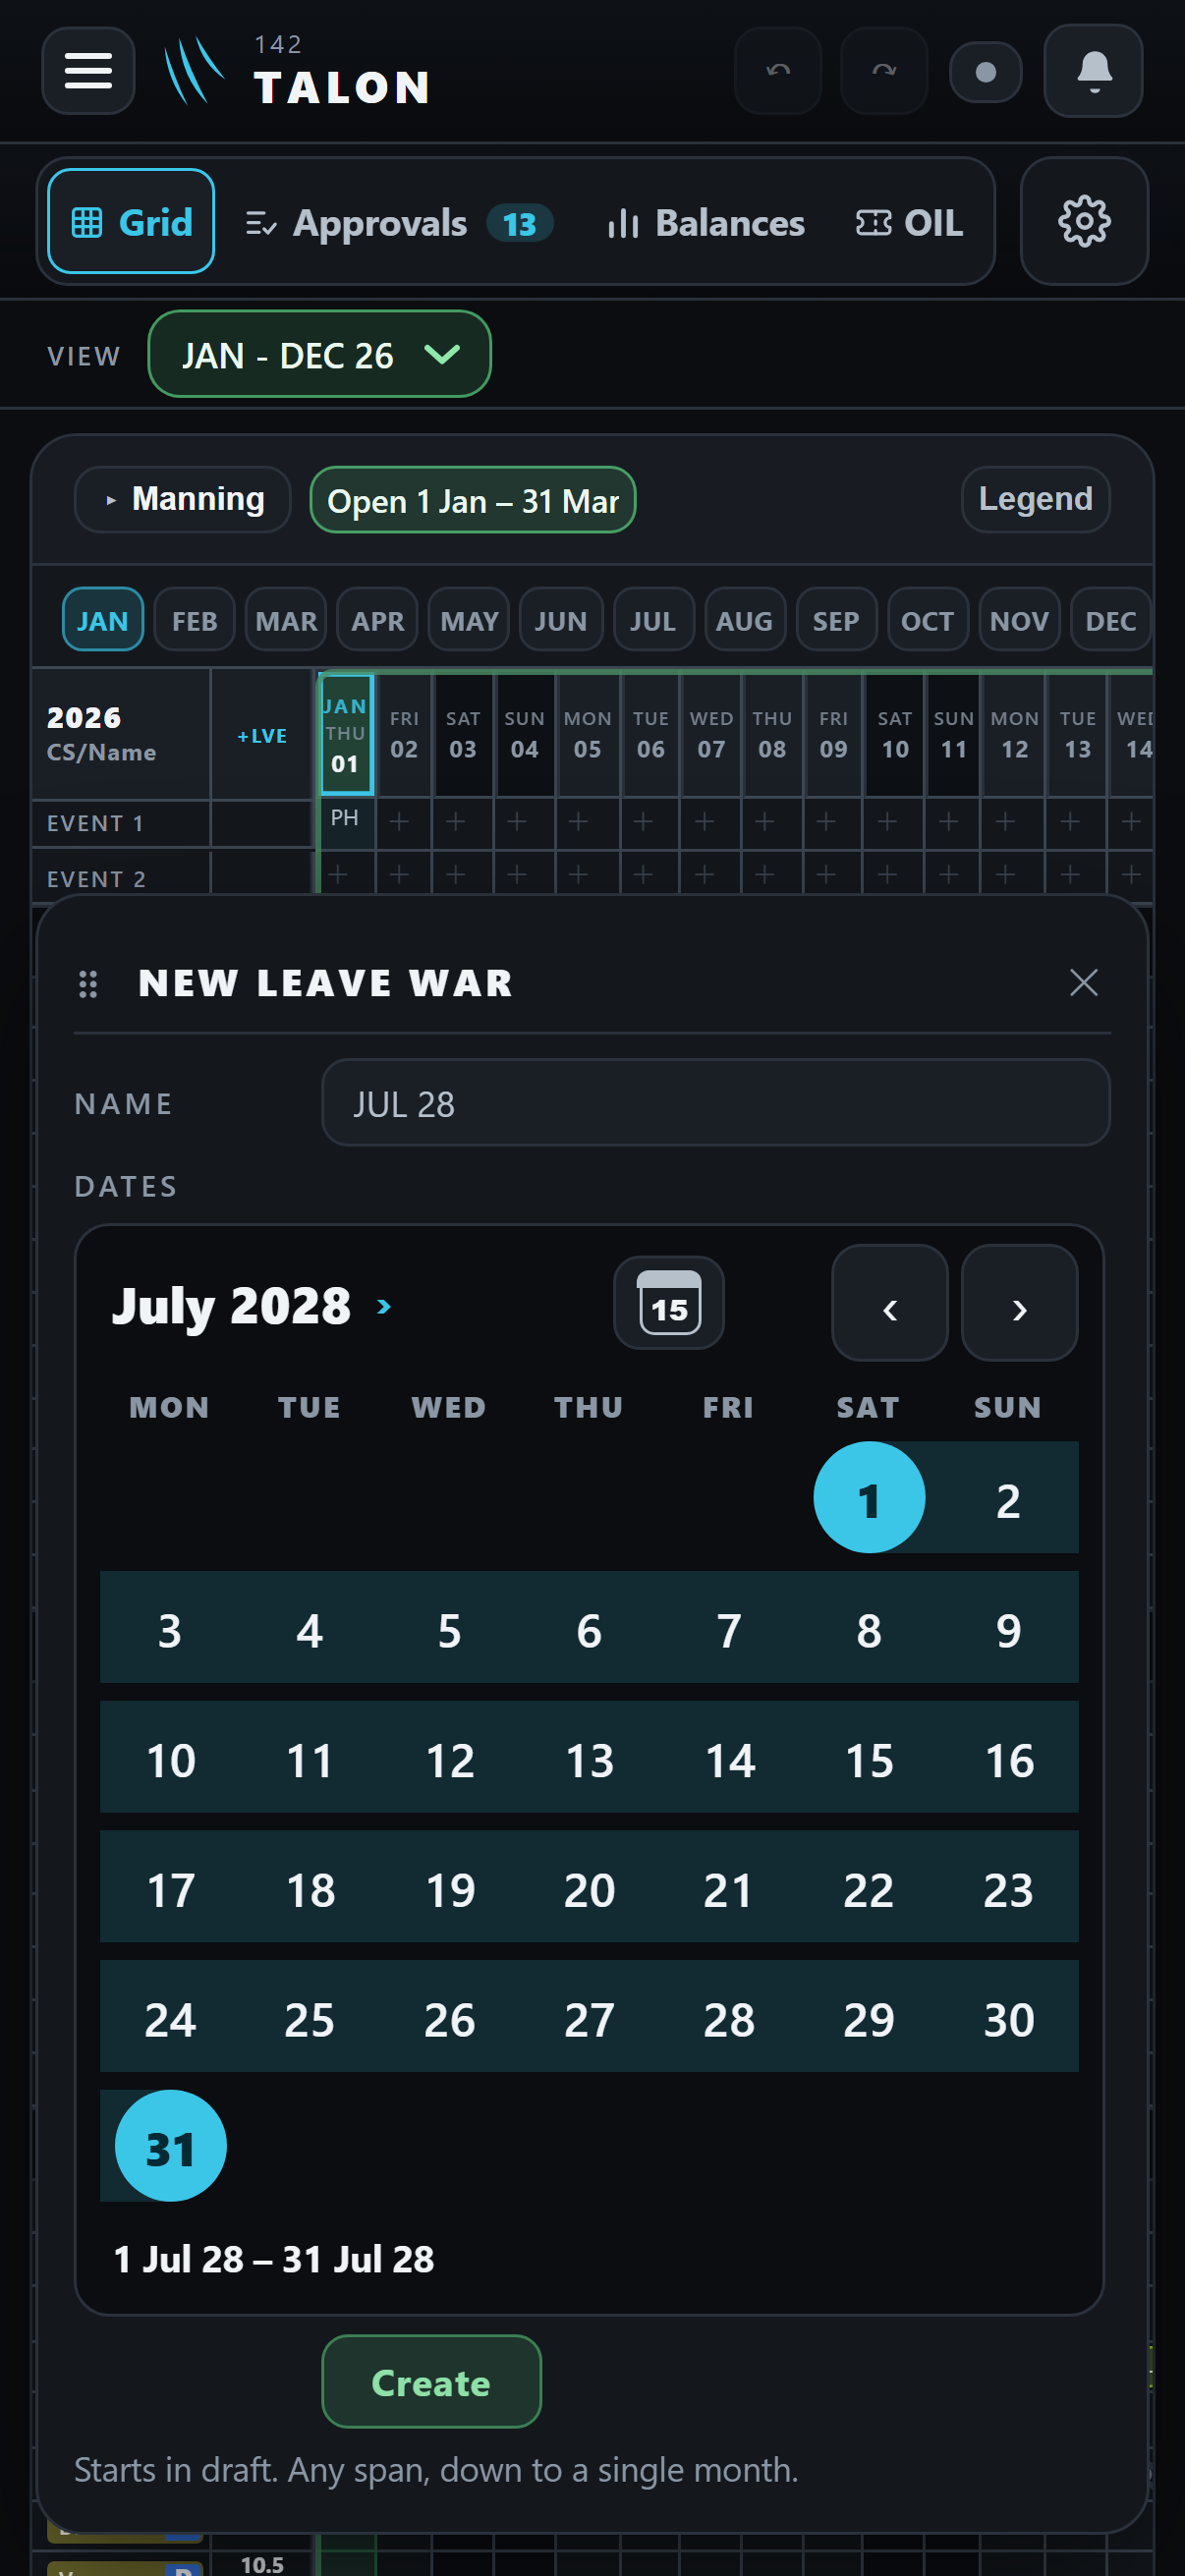 142
TALON
Grid
Approvals 13
Balances
OIL
VIEW
JAN - DEC 26
▸ Manning
Open 1 Jan – 31 Mar
Legend
JAN FEB MAR APR MAY JUN JUL AUG SEP OCT NOV DEC
2026
CS/Name
+LVE
JAN
THU FRI SAT SUN MON TUE WED THU FRI SAT SUN MON TUE
01 02 03 04 05 06 07 08 09 10 11 12 13 14
EVENT 1 PH + + + + + + + + + + + + +
EVENT 2 + + + + + + + + + + + + + +
NEW LEAVE WAR
NAME
JUL 28
DATES
July 2028 ›
15
‹ ›
MON TUE WED THU FRI SAT SUN
1 2
3 4 5 6 7 8 9
10 11 12 13 14 15 16
17 18 19 20 21 22 23
24 25 26 27 28 29 30
31
1 Jul 28 – 31 Jul 28
Create
Starts in draft. Any span, down to a single month.
10.5